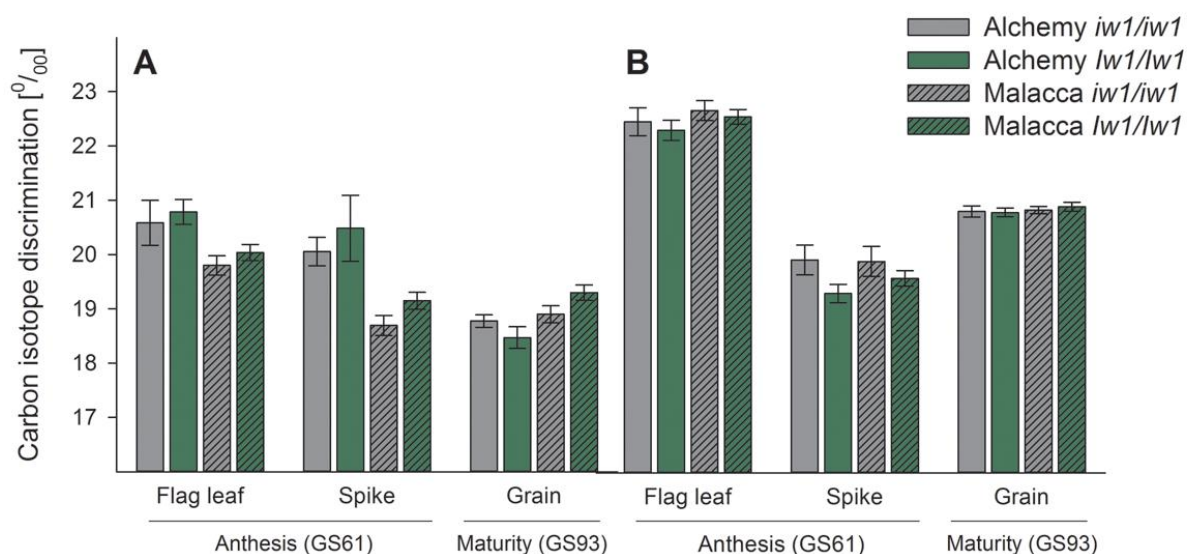 Alchemy iw1/iw1
Alchemy Iw1/Iw1
Malacca iw1/iw1
Malacca Iw1/Iw1
A
B
Carbon isotope discrimination [⁰/₀₀]
23
22
21
20
19
18
17
Flag leaf Spike Grain Flag leaf Spike Grain
Anthesis (GS61) Maturity (GS93) Anthesis (GS61) Maturity (GS93)